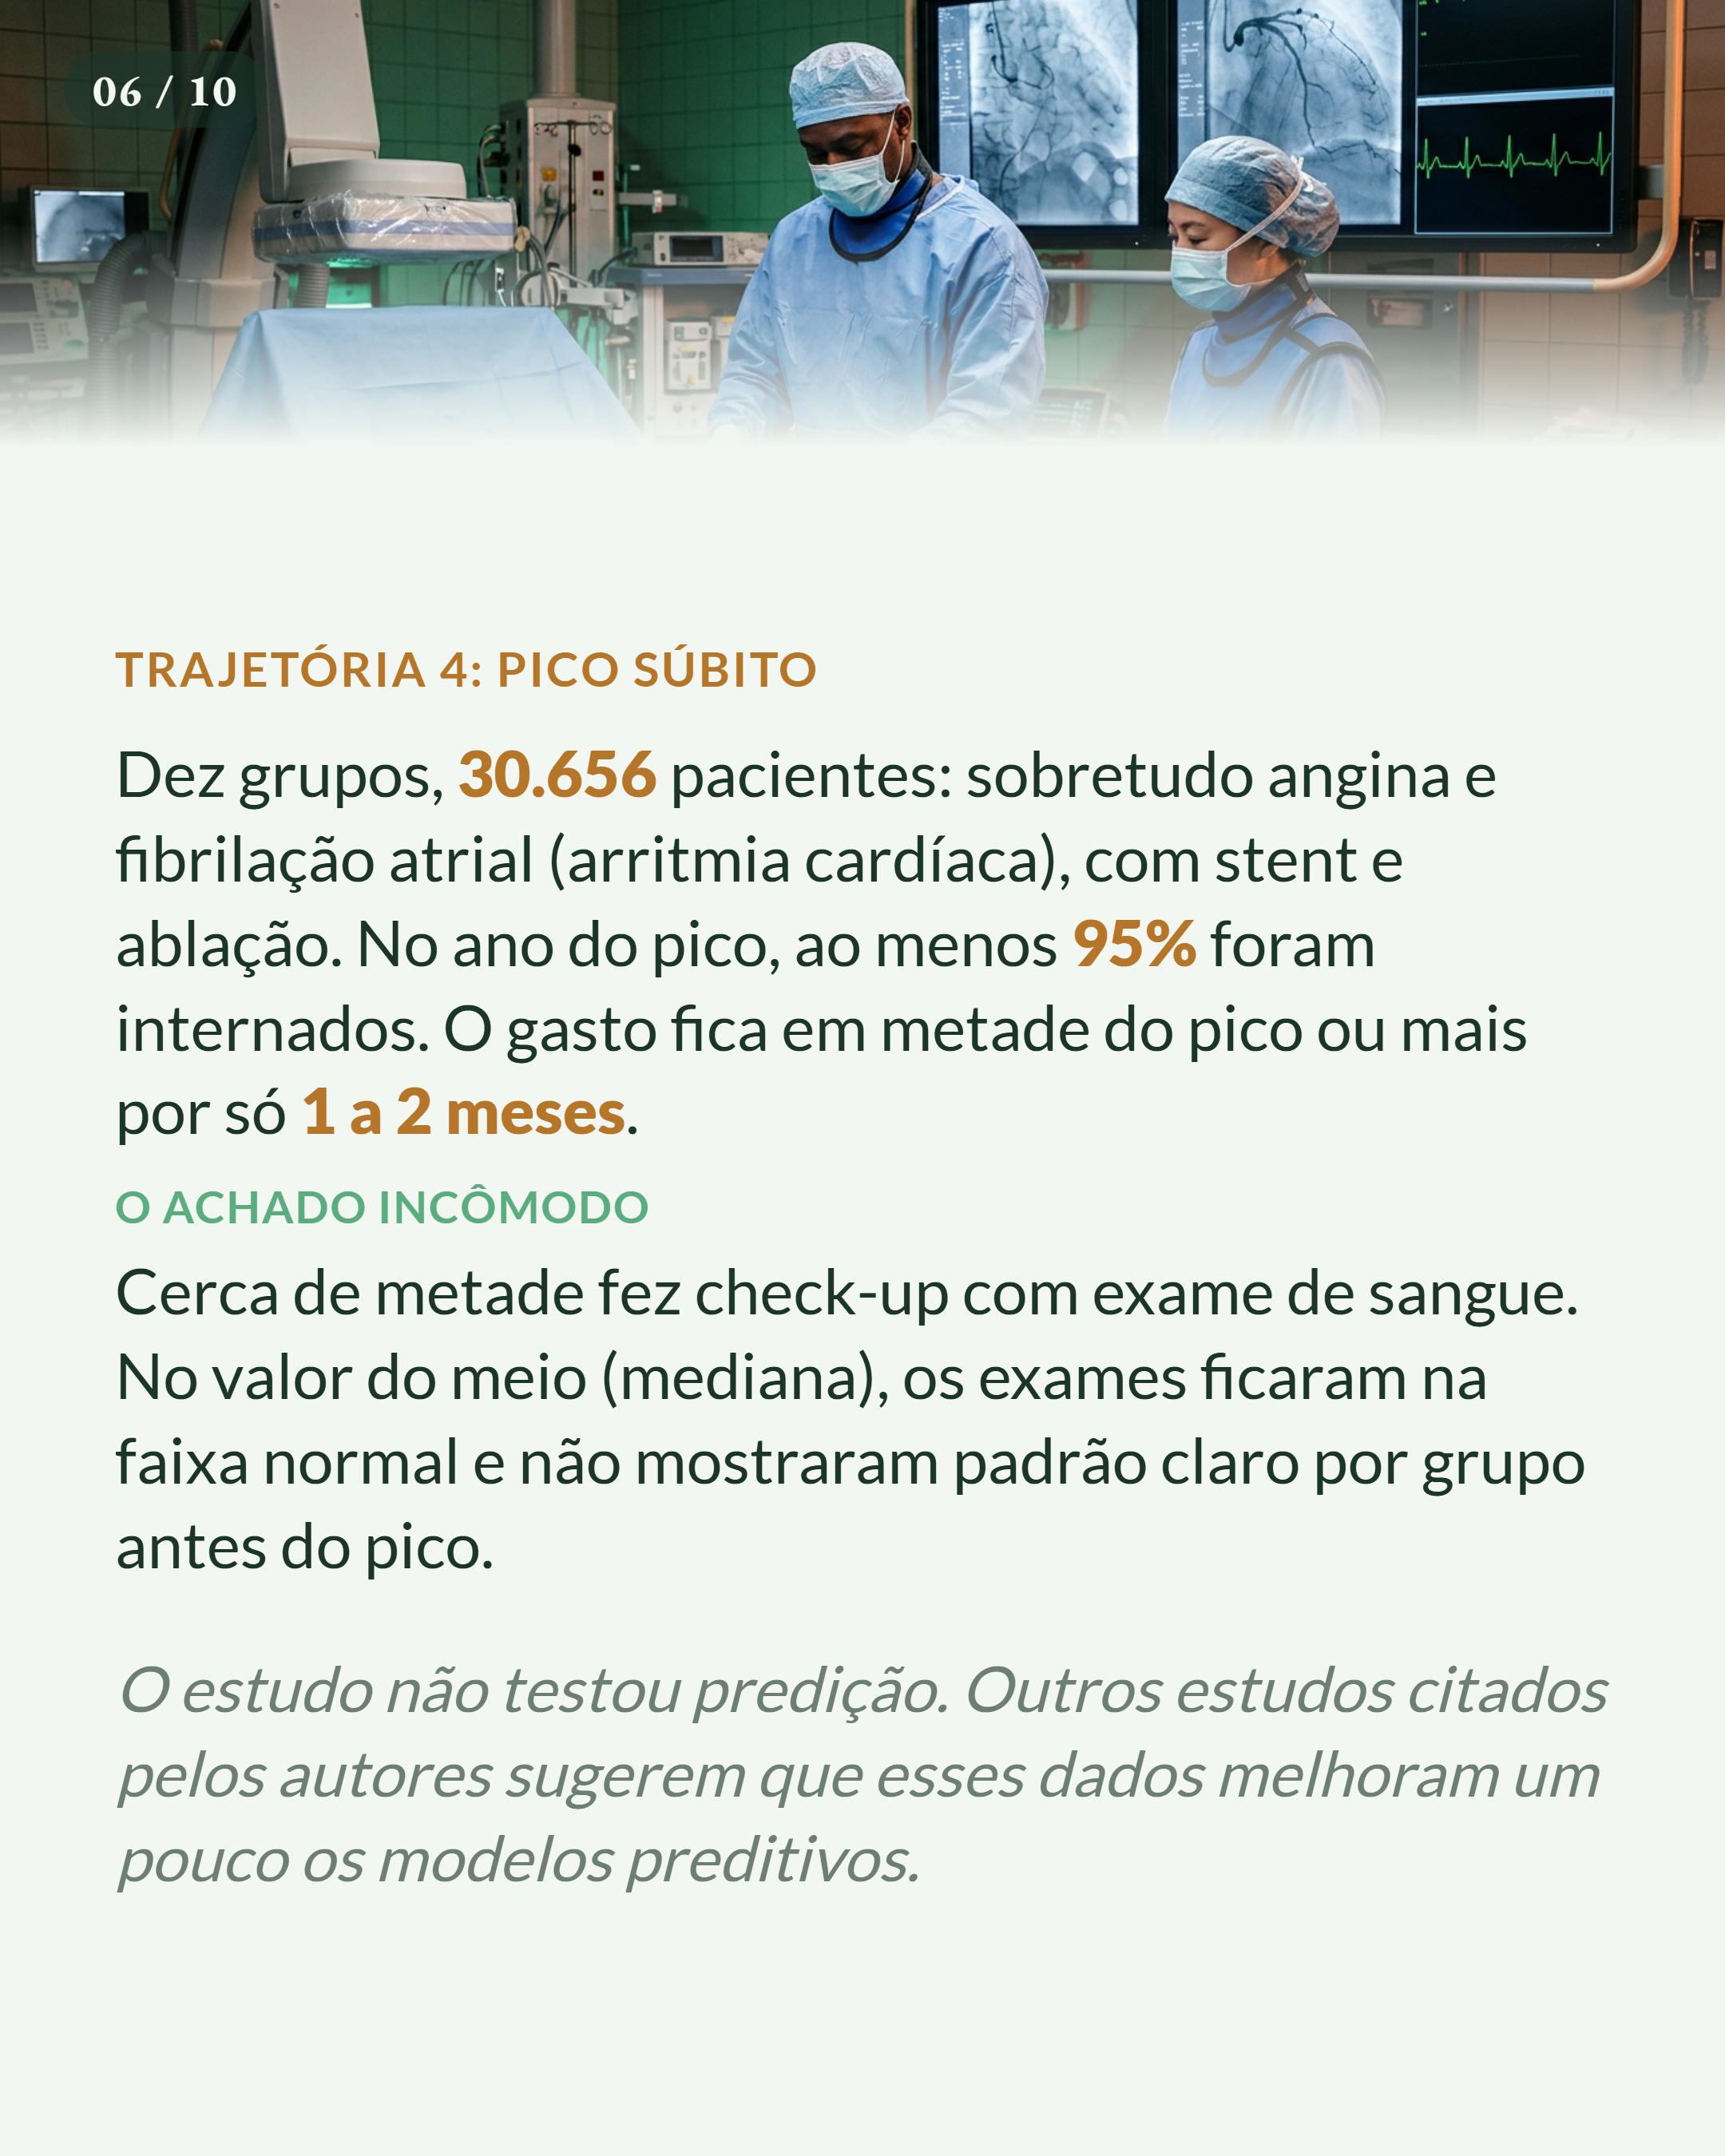 06 / 10
TRAJETÓRIA 4: PICO SÚBITO
Dez grupos, 30.656 pacientes: sobretudo angina e
fibrilação atrial (arritmia cardíaca), com stent e
ablação. No ano do pico, ao menos 95% foram
internados. O gasto fica em metade do pico ou mais
por só 1 a 2 meses.
O ACHADO INCÔMODO
Cerca de metade fez check-up com exame de sangue.
No valor do meio (mediana), os exames ficaram na
faixa normal e não mostraram padrão claro por grupo
antes do pico.
O estudo não testou predição. Outros estudos citados
pelos autores sugerem que esses dados melhoram um
pouco os modelos preditivos.